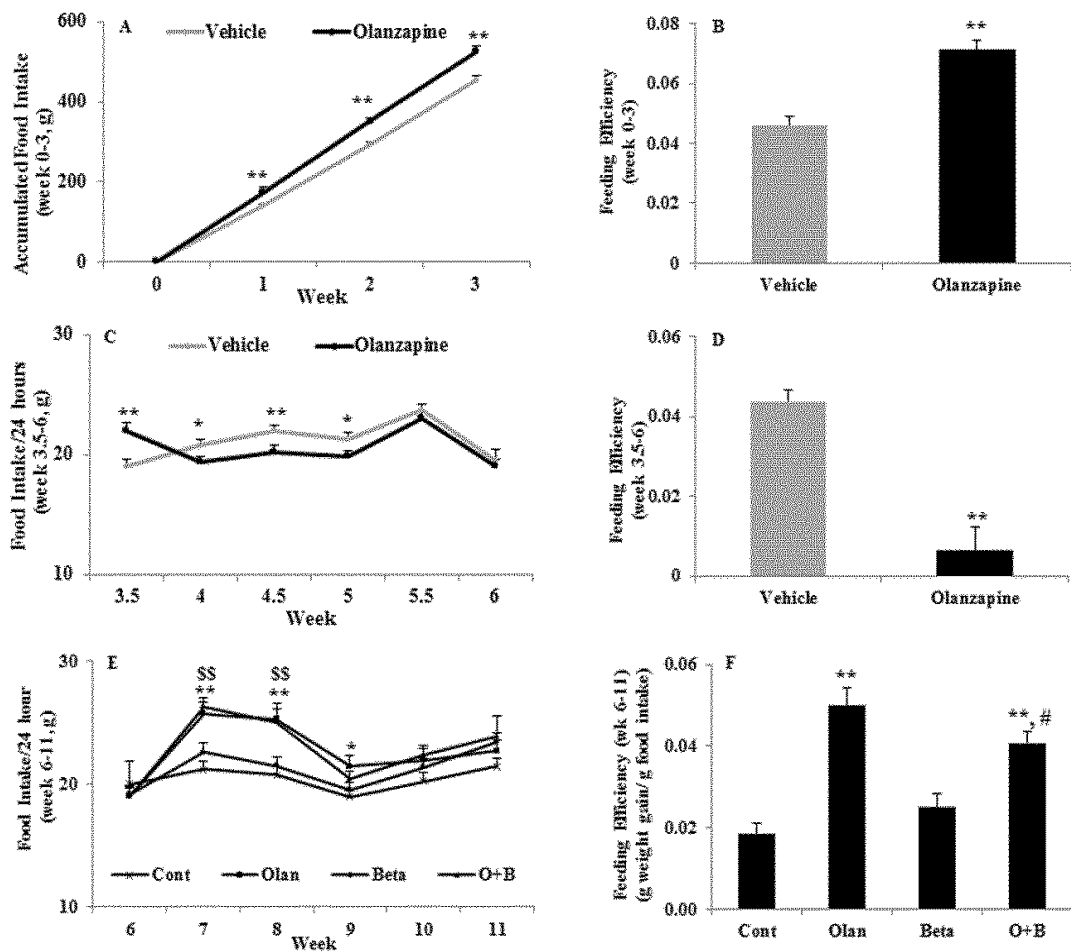 A
Vehicle
Olanzapine
Accumulated Food Intake
(week 0-3, g)
600
400
200
0
**
**
**
0
1
2
3
Week
B
Feeding Efficiency
(week 0-3)
0.08
0.06
0.04
0.02
0
**
Vehicle
Olanzapine
C
Vehicle
Olanzapine
Food Intake/24 hours
(week 3.5-6, g)
30
20
10
**
*
**
*
3.5
4
4.5
5
5.5
6
Week
D
Feeding Efficiency
(week 3.5-6)
0.06
0.04
0.02
0
**
Vehicle
Olanzapine
E
Food Intake/24 hour
(week 6-11, g)
30
20
10
SS
**
SS
**
*
Cont
Olan
Beta
O+B
6
7
8
9
10
11
Week
F
Feeding Efficiency (wk 6-11)
(g weight gain/ g food intake)
0.06
0.04
0.02
0.00
**
**, #
Cont
Olan
Beta
O+B